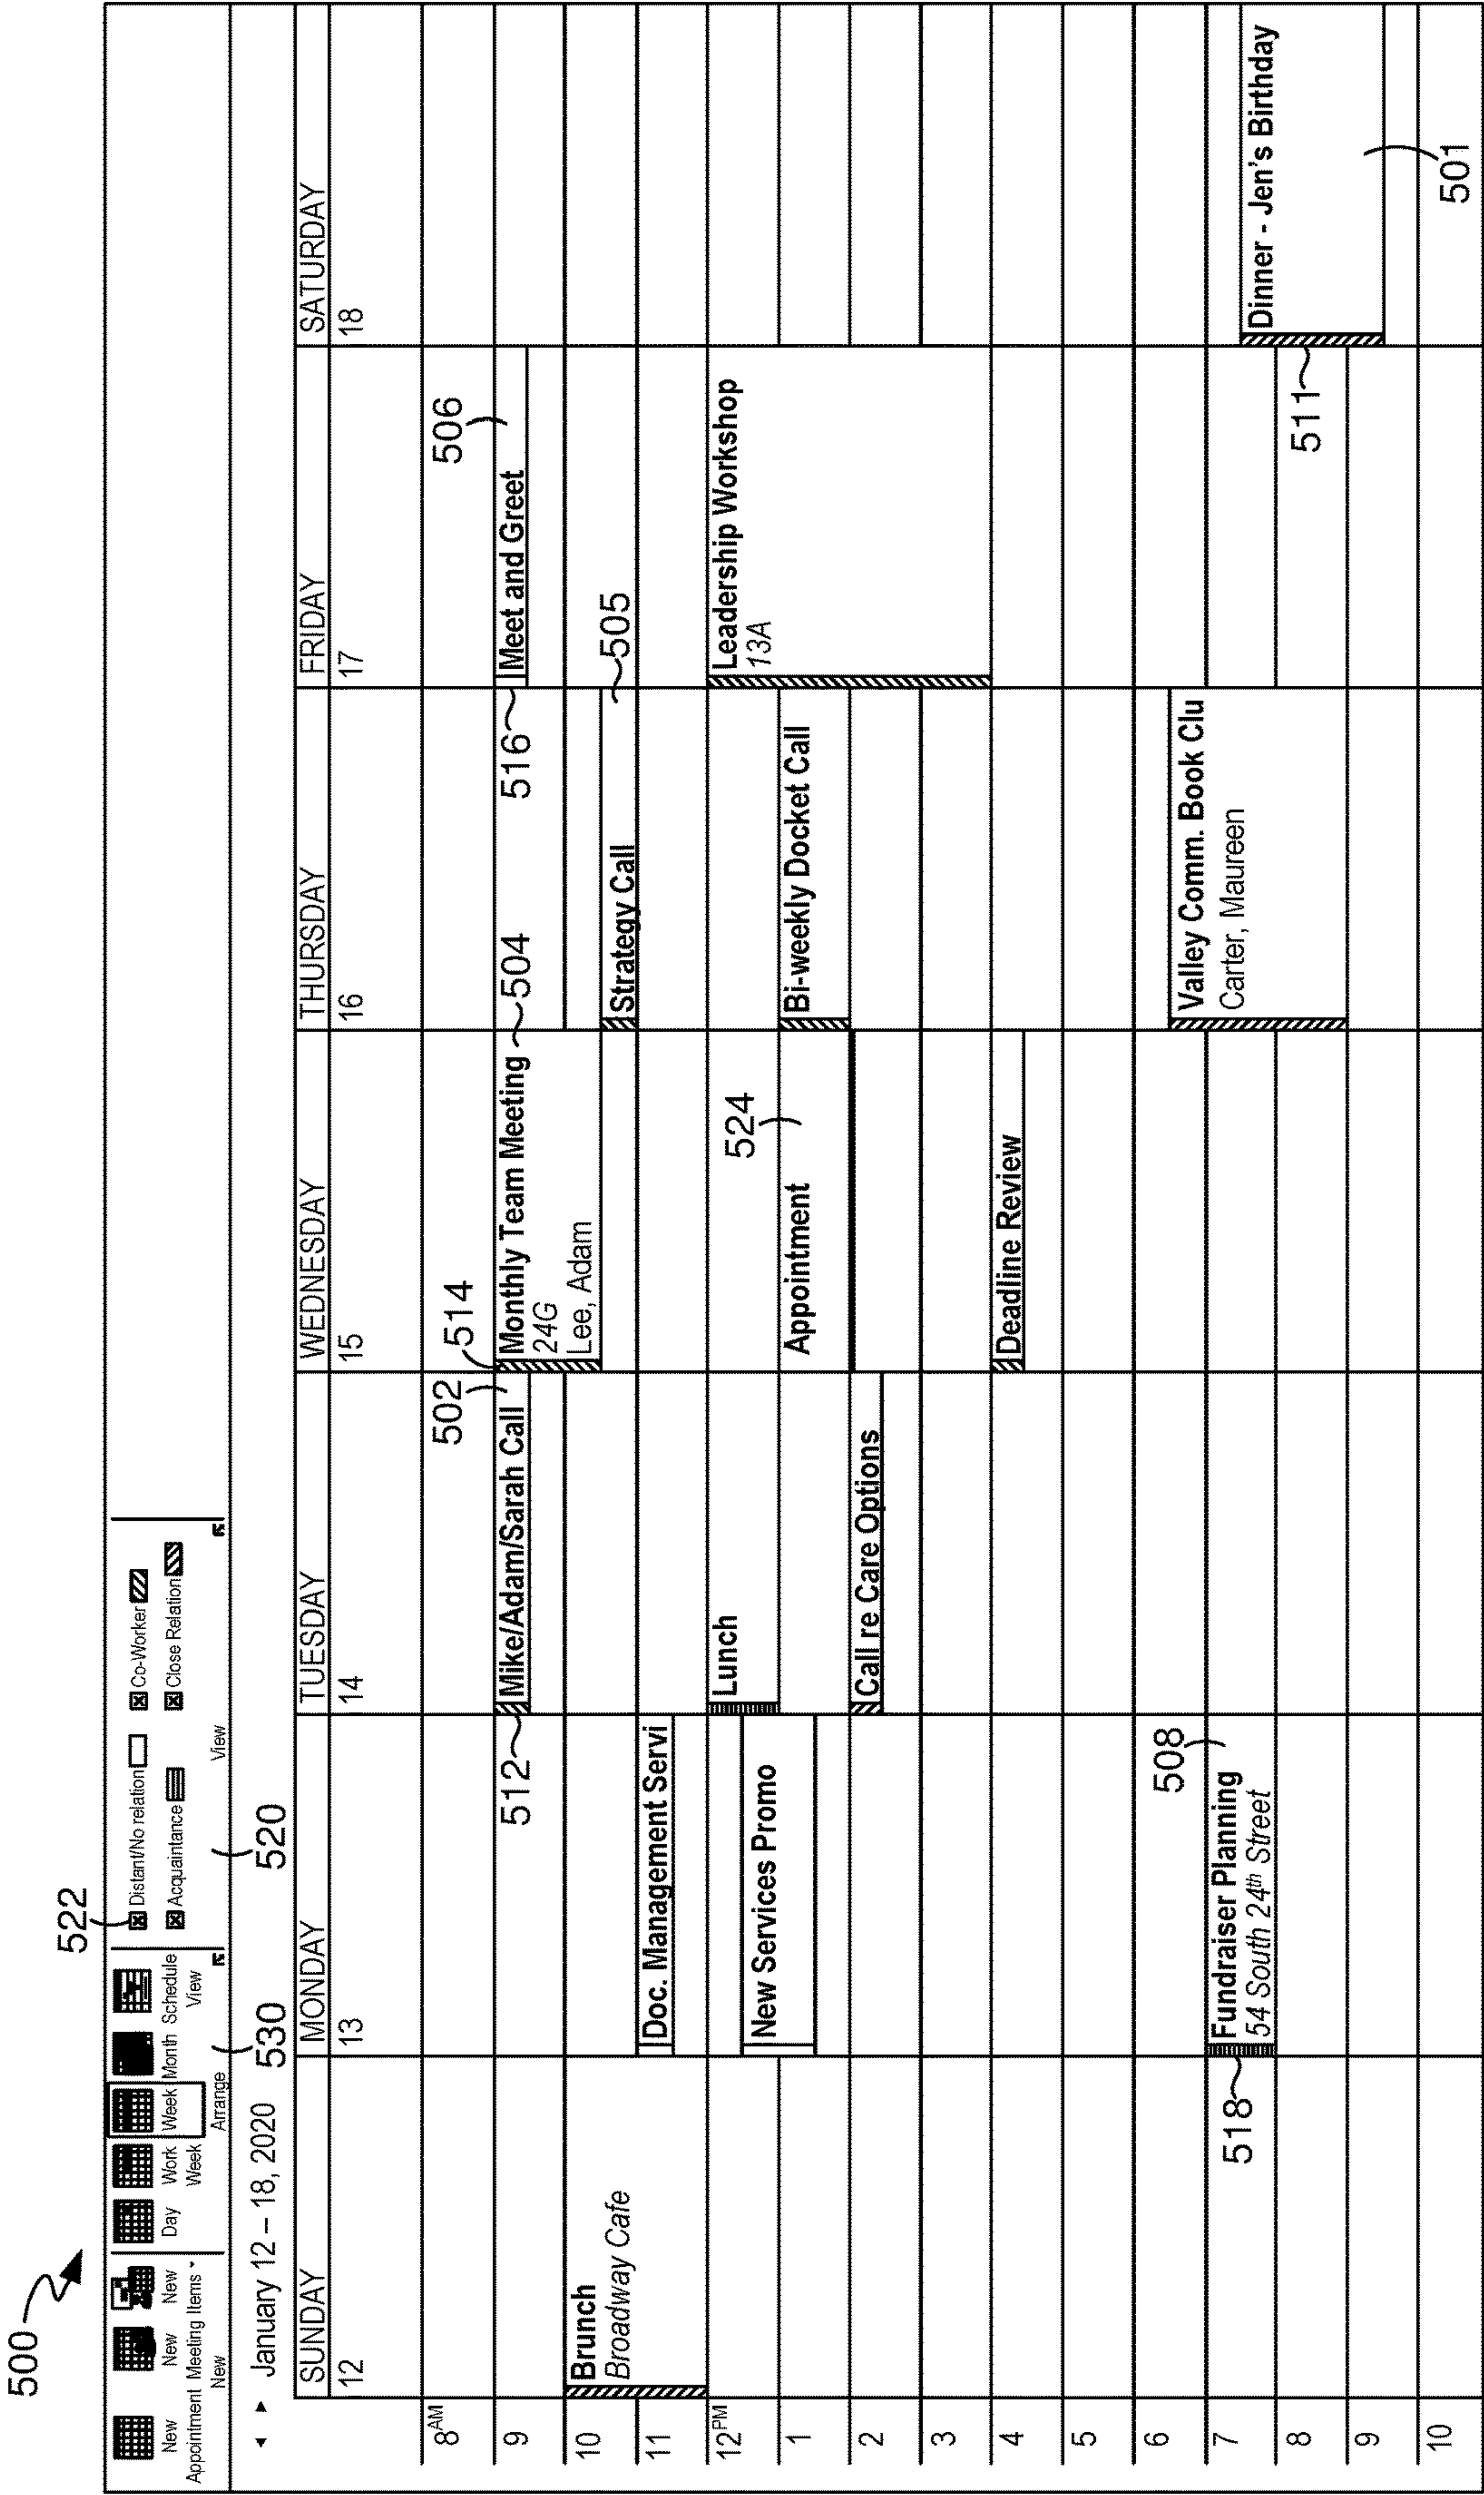 500
522
New Appointment
New Meeting
New Items
New
Day
Work Week
Week
Month
Schedule View
Arrange
530
Distant/No relation
Co-Worker
Acquaintance
Close Relation
View
520
January 12 – 18, 2020
SUNDAY
MONDAY
TUESDAY
WEDNESDAY
THURSDAY
FRIDAY
SATURDAY
12
13
14
15
16
17
18
8AM
9
10
11
12PM
1
2
3
4
5
6
7
8
9
10
Brunch
Broadway Cafe
Doc. Management Servi
New Services Promo
508
Fundraiser Planning
54 South 24th Street
518
502
Mike/Adam/Sarah Call
512
Lunch
Call re Care Options
514
Monthly Team Meeting
24G
Lee, Adam
504
524
Appointment
Deadline Review
Strategy Call
505
Bi-weekly Docket Call
Valley Comm. Book Clu
Carter, Maureen
516
506
Meet and Greet
Leadership Workshop
13A
511
Dinner - Jen's Birthday
501